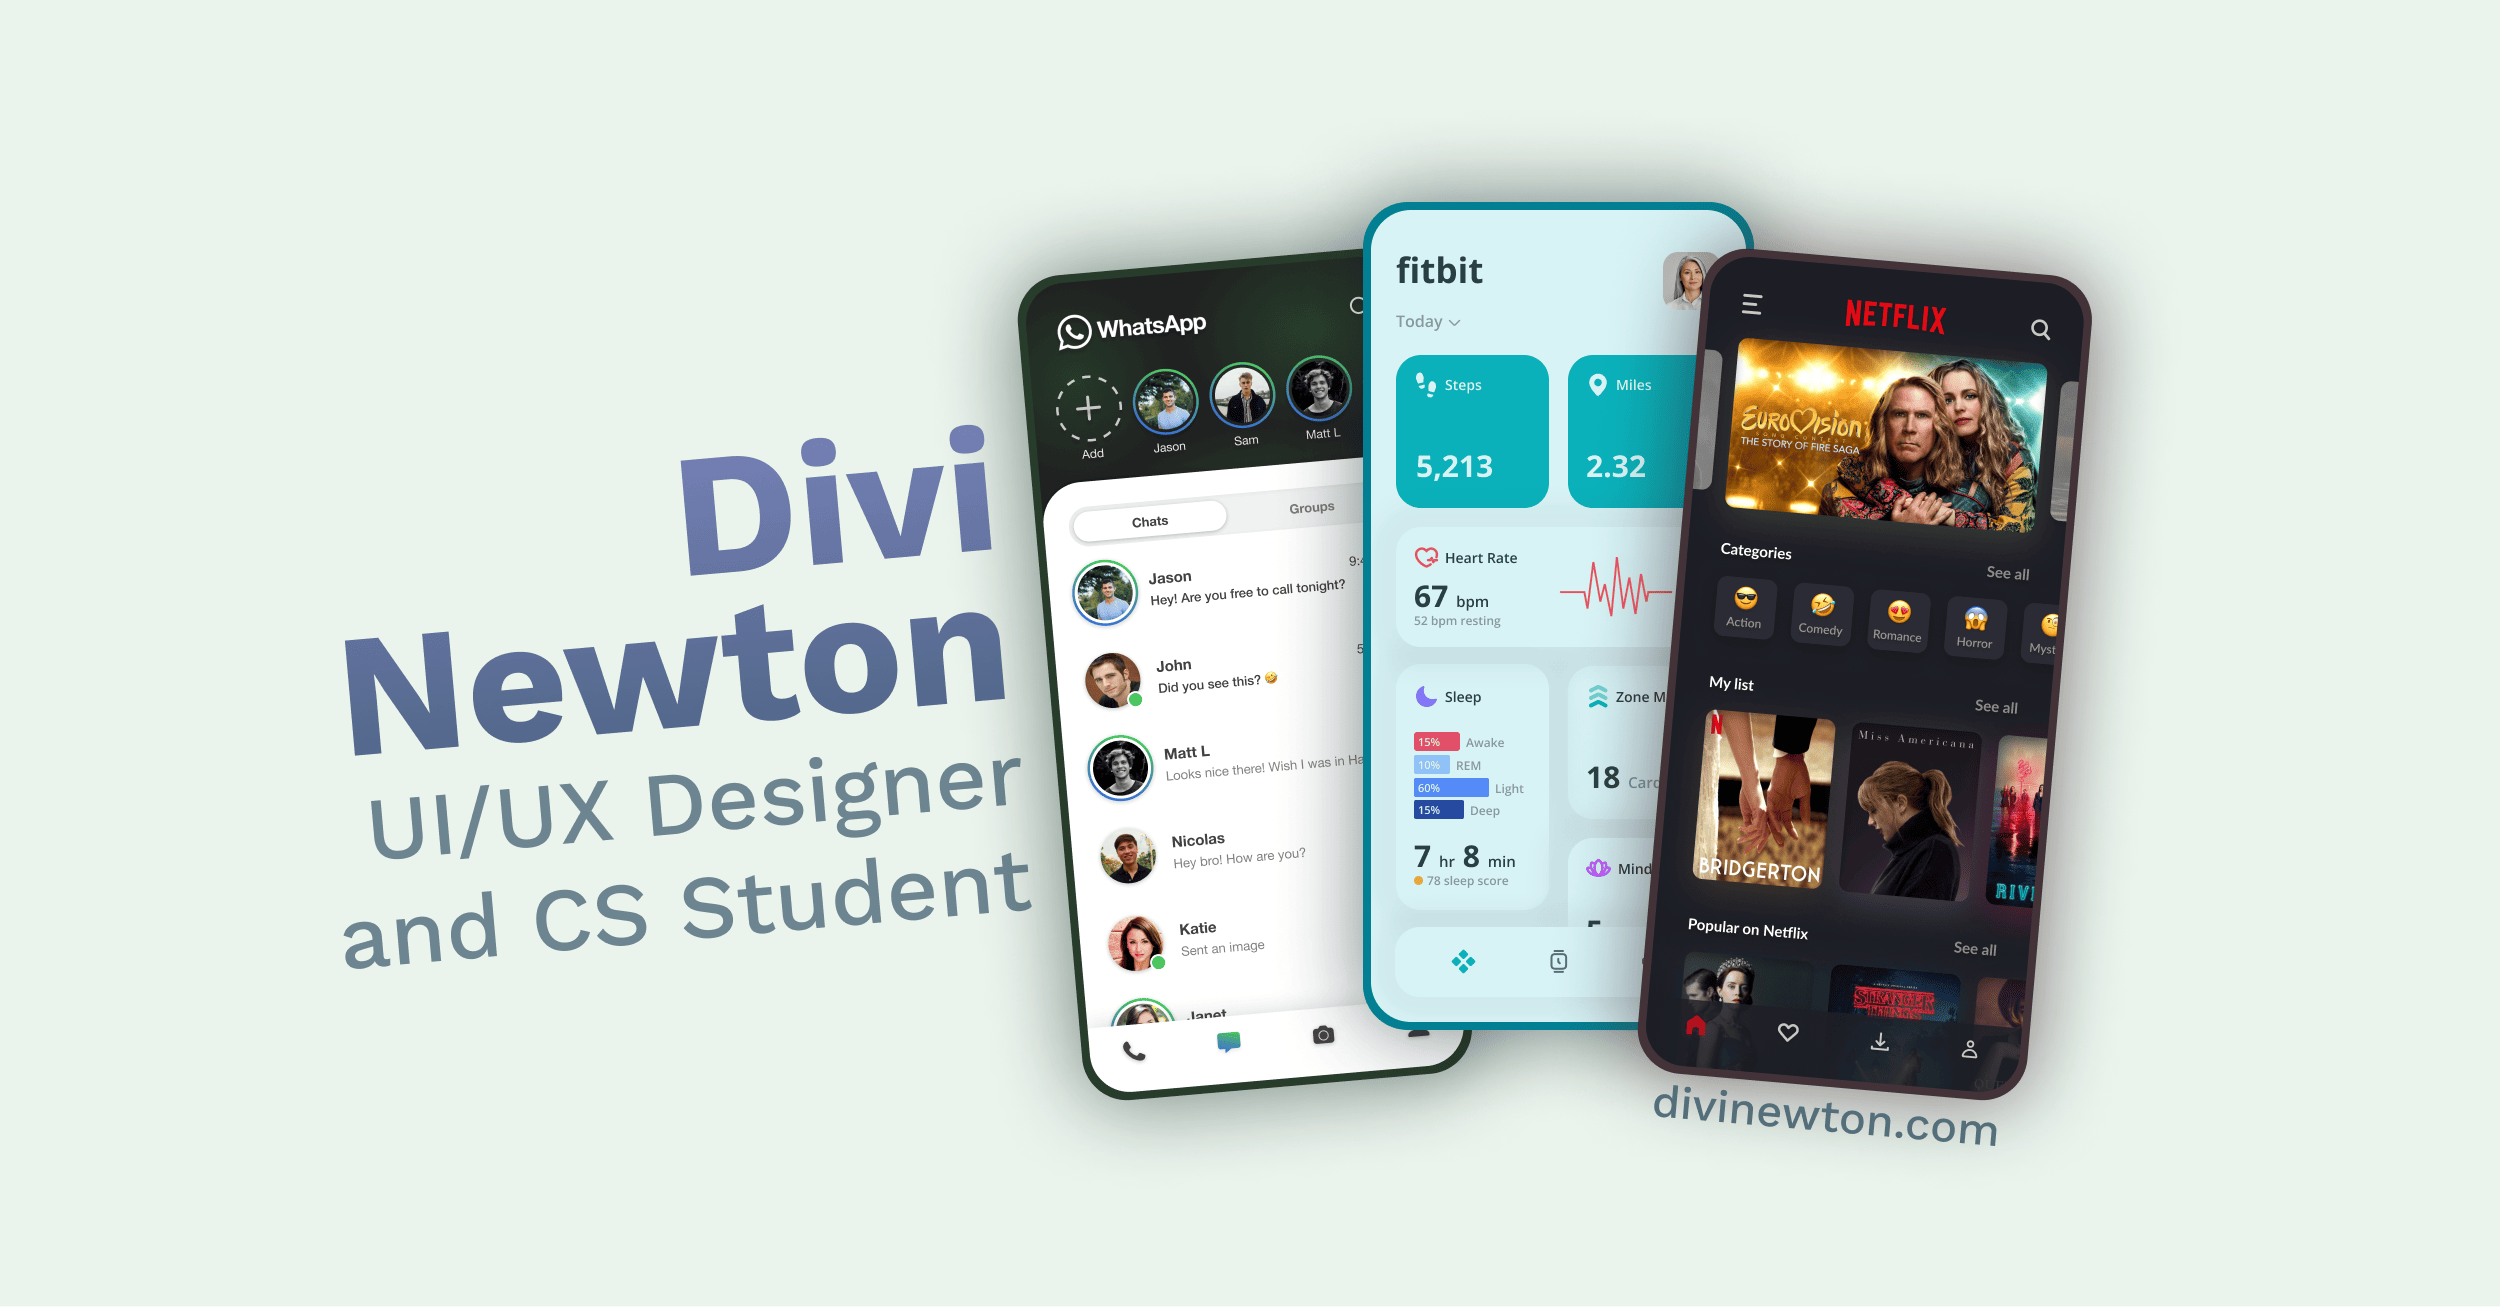 Divi
Newton
UI/UX Designer
and CS Student
WhatsApp
Add
Jason
Sam
Matt L
Chats
Groups
Jason
Hey! Are you free to call tonight?
John
Did you see this? 🤣
Matt L
Looks nice there! Wish I was in Ha
Nicolas
Hey bro! How are you?
Katie
Sent an image
Janet
fitbit
Today
Steps
5,213
Miles
2.32
Heart Rate
67 bpm
52 bpm resting
Sleep
15% Awake
10% REM
60% Light
15% Deep
7 hr 8 min
78 sleep score
Zone M
18 Card
Mind
NETFLIX
EUROVISION
SONG CONTEST
THE STORY OF FIRE SAGA
Categories
See all
Action
Comedy
Romance
Horror
Myst
My list
See all
N
BRIDGERTON
Miss Americana
RIV
Popular on Netflix
See all
STRANGER
THINGS
divinewton.com